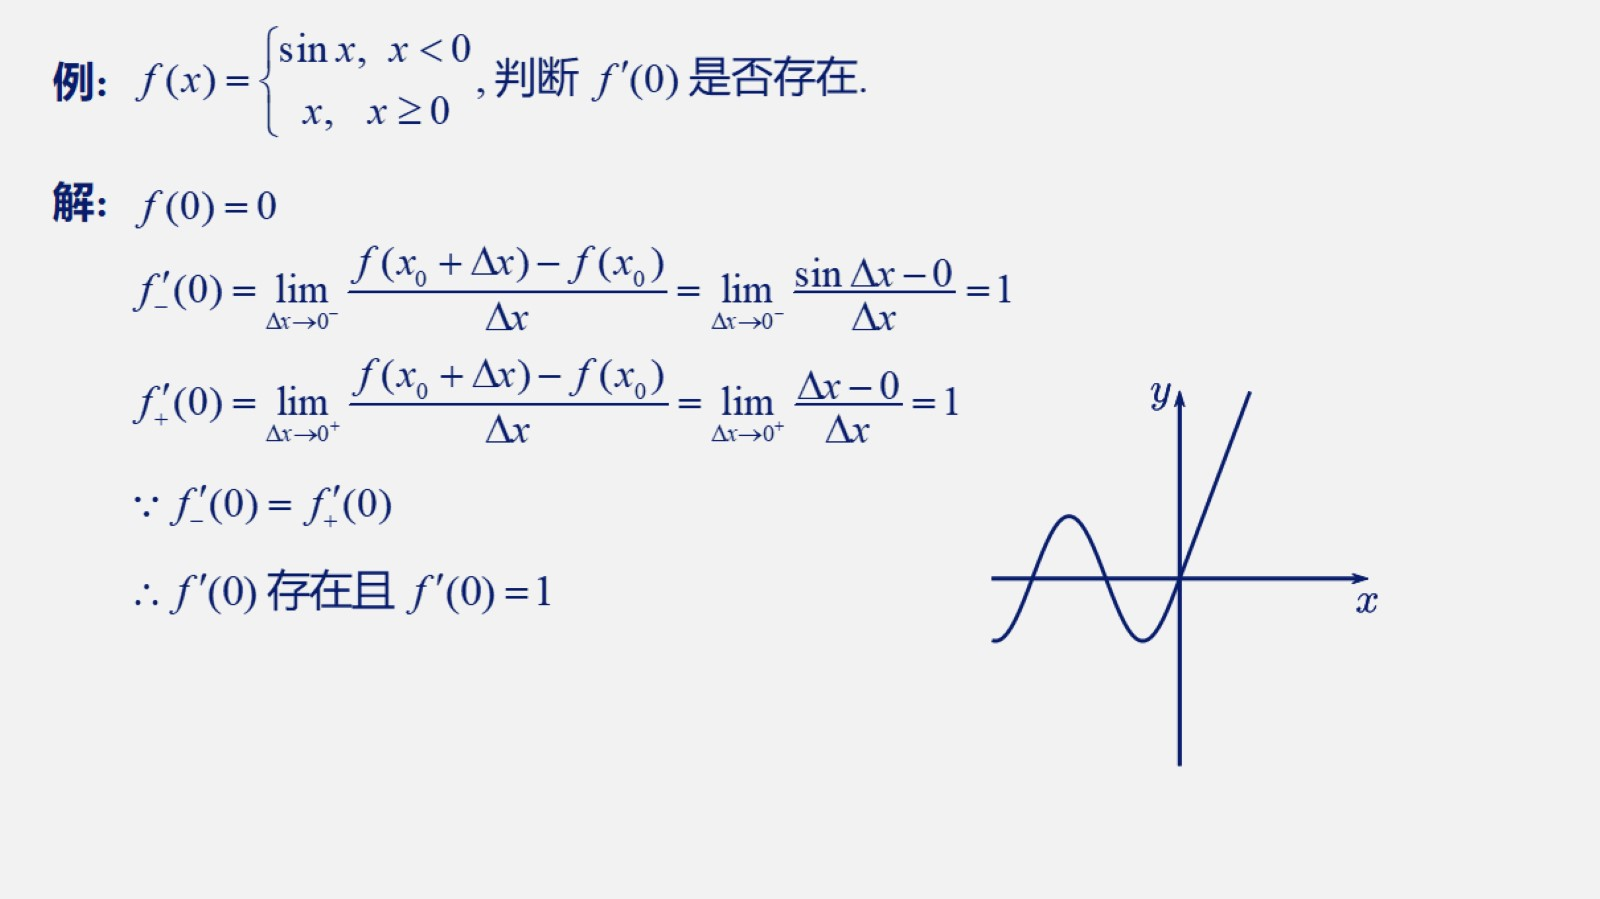 例: f(x) = { sin x, x < 0
x, x ≥ 0 , 判断 f′(0) 是否存在.
解: f(0) = 0
f′₋(0) = lim_{Δx→0⁻} (f(x₀ + Δx) − f(x₀))/Δx = lim_{Δx→0⁻} (sin Δx − 0)/Δx = 1
f′₊(0) = lim_{Δx→0⁺} (f(x₀ + Δx) − f(x₀))/Δx = lim_{Δx→0⁺} (Δx − 0)/Δx = 1
∵ f′₋(0) = f′₊(0)
∴ f′(0) 存在且 f′(0) = 1
y
x